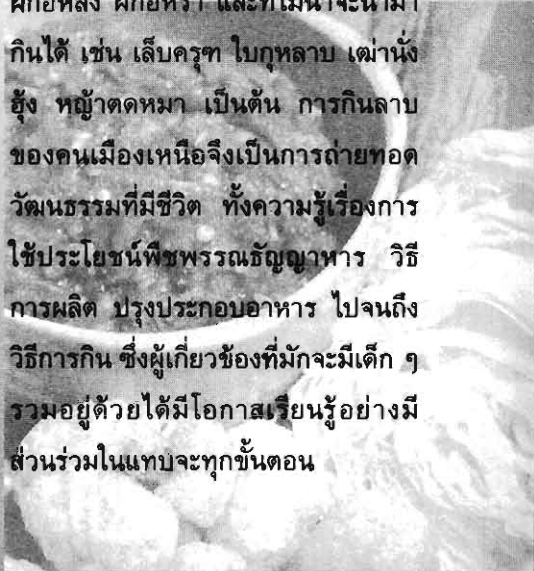 ผักอีหลึง ผักอีหรา และที่ไม่น่าจะนำมา
กินได้ เช่น เล็บครุฑ ใบกุหลาบ เฒ่านั่ง
ฮุ้ง หญ้าตดหมา เป็นต้น การกินลาบ
ของคนเมืองเหนือจึงเป็นการถ่ายทอด
วัฒนธรรมที่มีชีวิต ทั้งความรู้เรื่องการ
ใช้ประโยชน์พืชพรรณธัญญาหาร วิธี
การผลิต ปรุงประกอบอาหาร ไปจนถึง
วิธีการกิน ซึ่งผู้เกี่ยวข้องที่มักจะมีเด็ก ๆ
รวมอยู่ด้วยได้มีโอกาสเรียนรู้อย่างมี
ส่วนร่วมในแทบจะทุกขั้นตอน